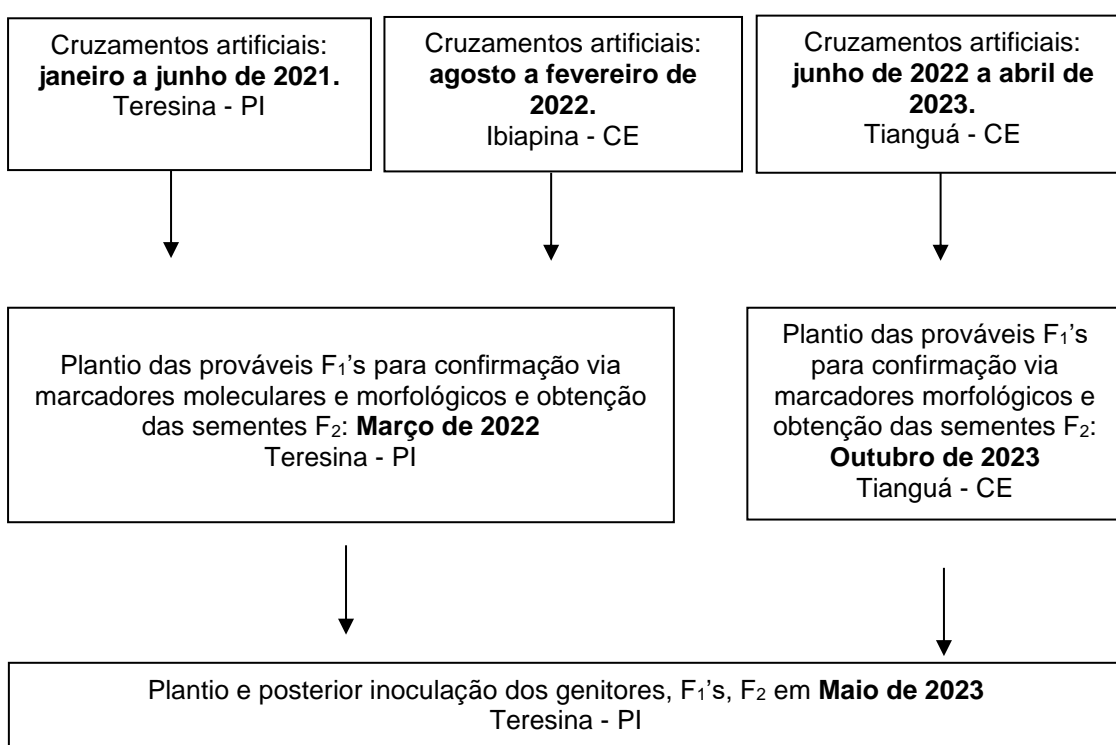 Cruzamentos artificiais:
janeiro a junho de 2021.
Teresina - PI
Cruzamentos artificiais:
agosto a fevereiro de
2022.
Ibiapina - CE
Cruzamentos artificiais:
junho de 2022 a abril de
2023.
Tianguá - CE
Plantio das prováveis F₁’s para confirmação via
marcadores moleculares e morfológicos e obtenção
das sementes F₂: Março de 2022
Teresina - PI
Plantio das prováveis F₁’s
para confirmação via
marcadores morfológicos e
obtenção das sementes F₂:
Outubro de 2023
Tianguá - CE
Plantio e posterior inoculação dos genitores, F₁’s, F₂ em Maio de 2023
Teresina - PI